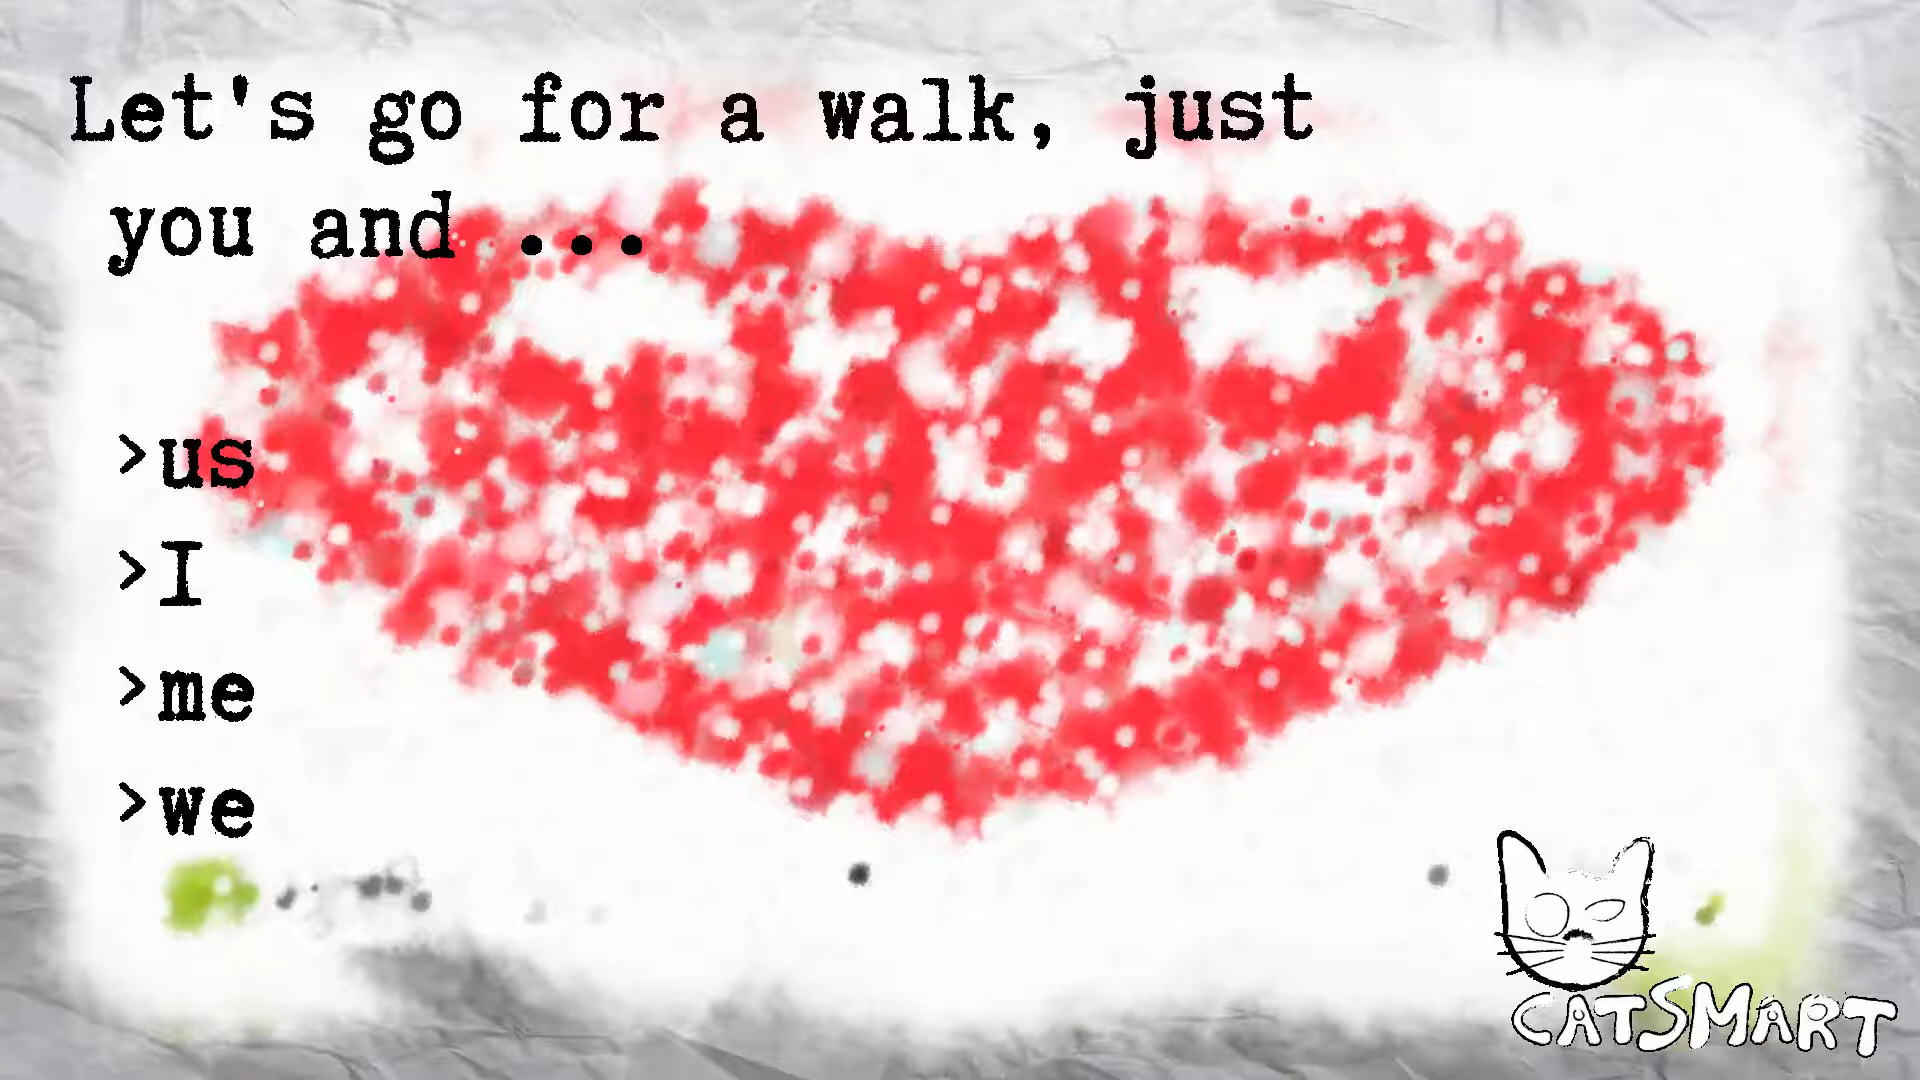 Let's go for a walk, just
you and ...
>us
>I
>me
>we
CATSMART